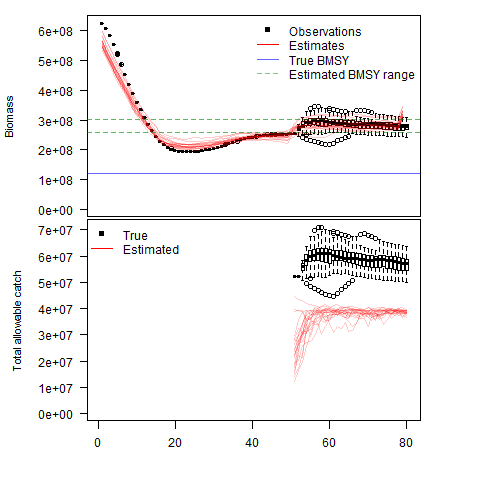 Observations
Estimates
True BMSY
Estimated BMSY range
Biomass
6e+08
5e+08
4e+08
3e+08
2e+08
1e+08
0e+00
True
Estimated
Total allowable catch
7e+07
6e+07
5e+07
4e+07
3e+07
2e+07
1e+07
0e+00
0 20 40 60 80